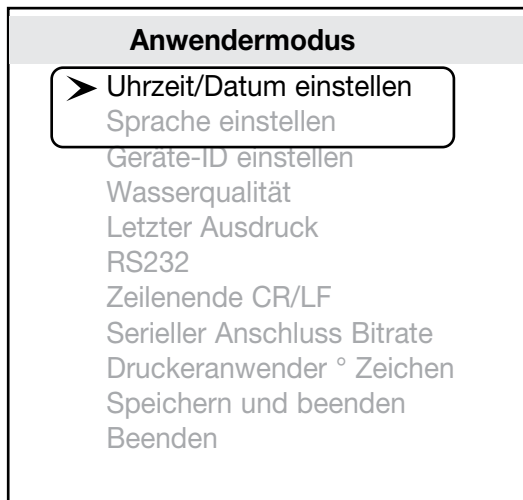 Anwendermodus
Uhrzeit/Datum einstellen
Sprache einstellen
Geräte-ID einstellen
Wasserqualität
Letzter Ausdruck
RS232
Zeilenende CR/LF
Serieller Anschluss Bitrate
Druckeranwender ° Zeichen
Speichern und beenden
Beenden